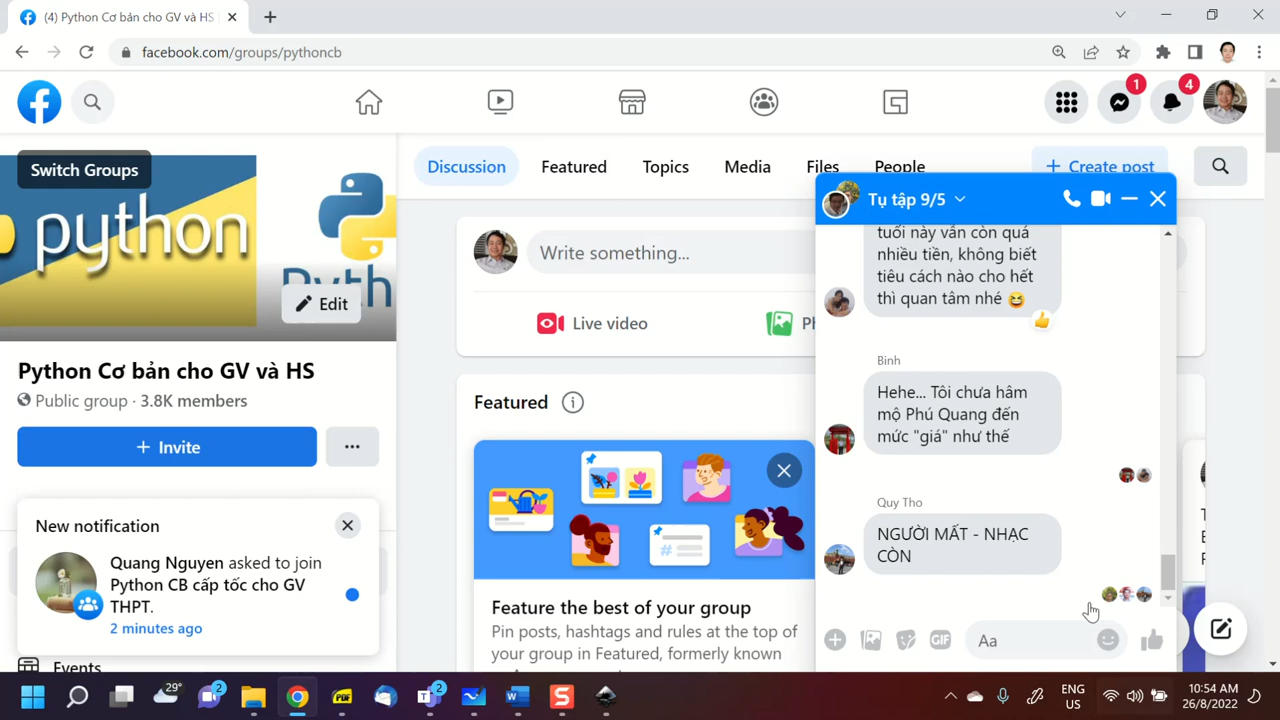 (4) Python Cơ bản cho GV và HS
facebook.com/groups/pythoncb
1
4
Switch Groups
python
Pyth
Edit
Python Cơ bản cho GV và HS
Public group · 3.8K members
+ Invite
New notification
Quang Nguyen asked to join
Python CB cấp tốc cho GV
THPT.
2 minutes ago
Events
Discussion
Featured
Topics
Media
Files
People
+ Create post
Write something...
Live video
Ph
Featured
Feature the best of your group
Pin posts, hashtags and rules at the top of
your group in Featured, formerly known
Tụ tập 9/5
tuổi này vẫn còn quá
nhiều tiền, không biết
tiêu cách nào cho hết
thì quan tâm nhé 😆
Binh
Hehe... Tôi chưa hâm
mộ Phú Quang đến
mức "giá" như thế
Quy Tho
NGƯỜI MẤT - NHẠC
CÒN
GIF
Aa
29°
2
PDF
2
ENG
US
10:54 AM
26/8/2022